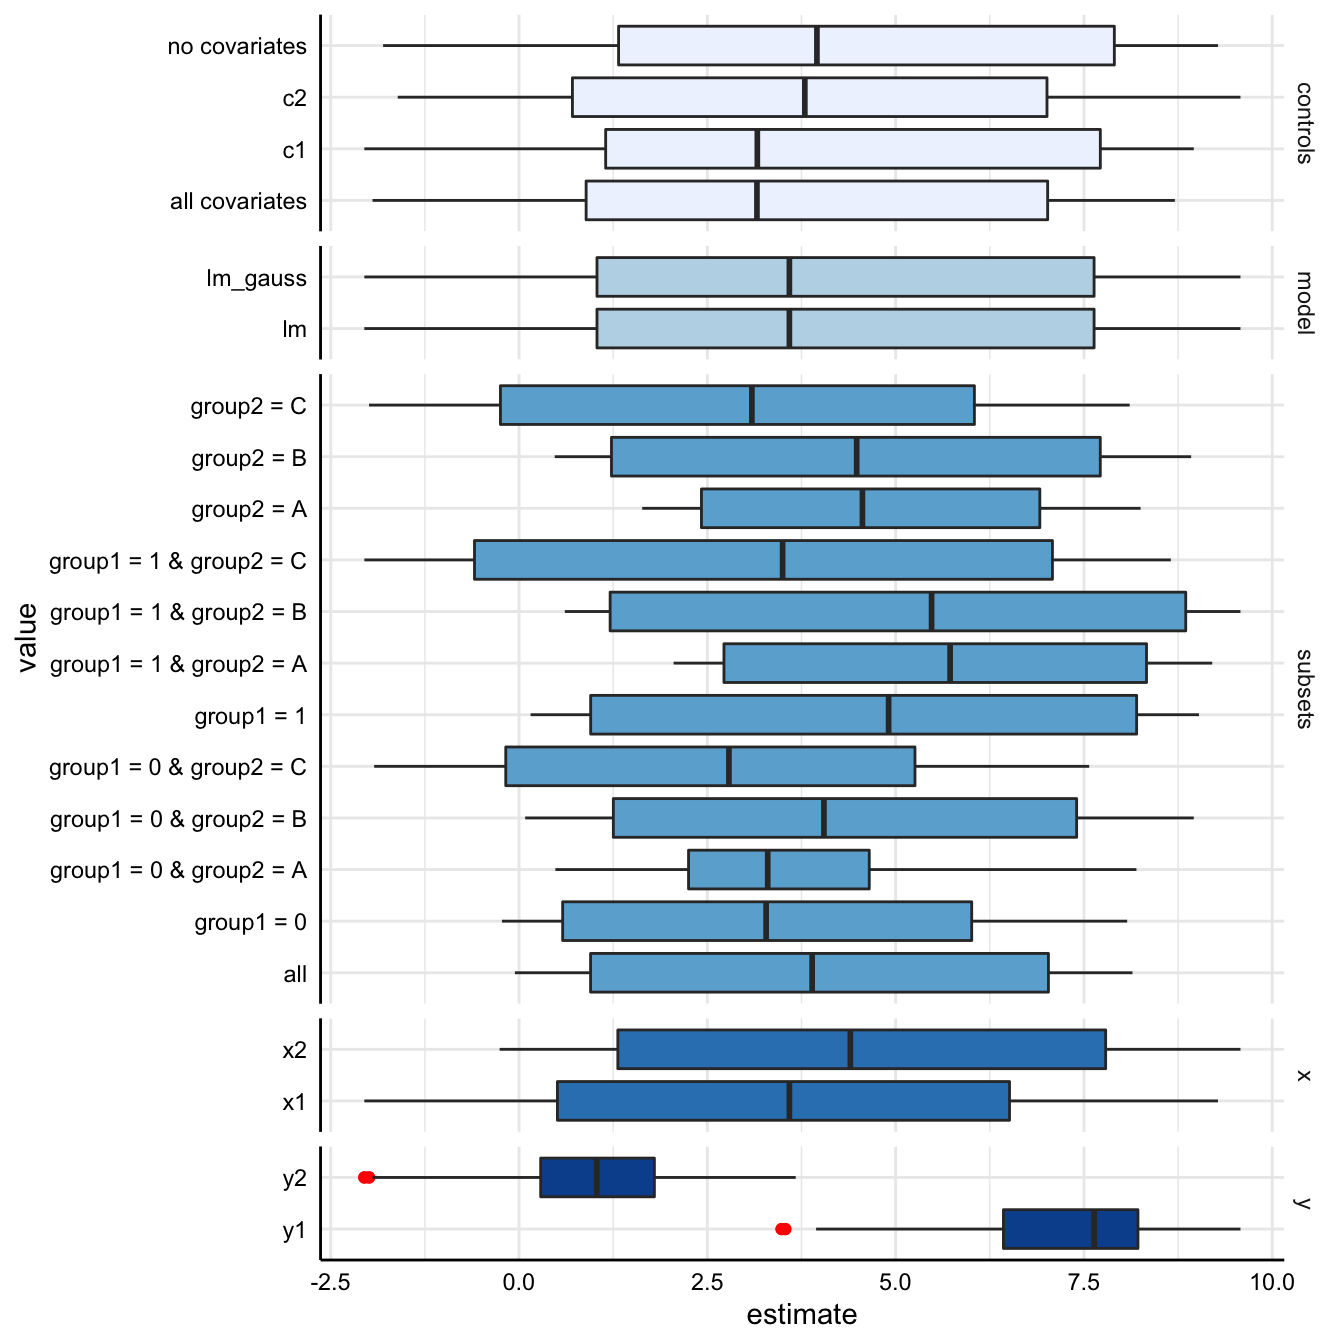 no covariates
c2
c1
all covariates
controls
lm_gauss
lm
model
group2 = C
group2 = B
group2 = A
group1 = 1 & group2 = C
group1 = 1 & group2 = B
group1 = 1 & group2 = A
group1 = 1
group1 = 0 & group2 = C
group1 = 0 & group2 = B
group1 = 0 & group2 = A
group1 = 0
all
subsets
value
x2
x1
x
y2
y1
y
-2.5 0.0 2.5 5.0 7.5 10.0
estimate